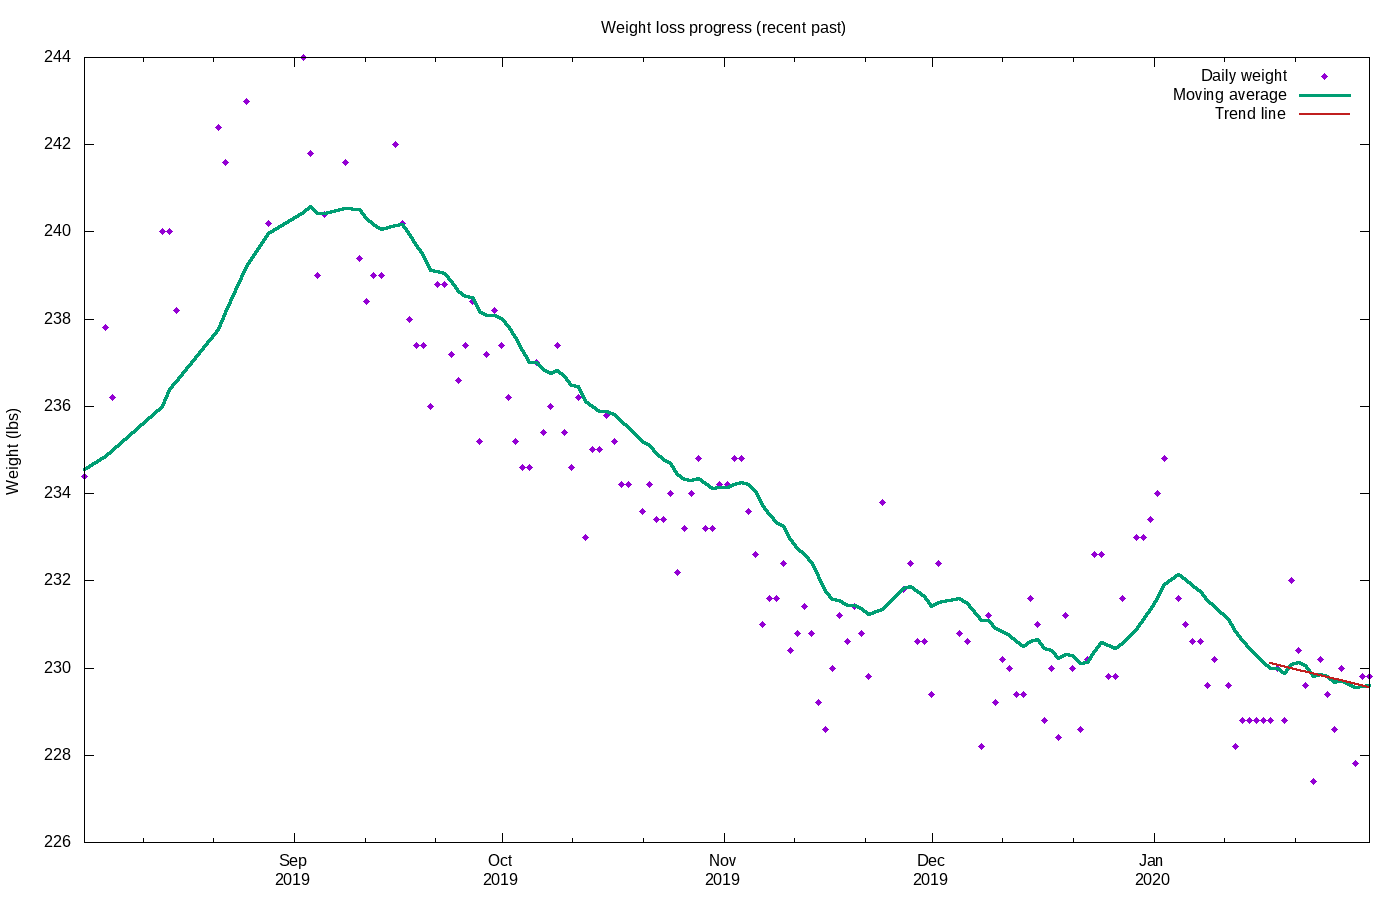 Weight loss progress (recent past)
Daily weight
Moving average
Trend line
Weight (lbs)
244
242
240
238
236
234
232
230
228
226
Sep Oct Nov Dec Jan
2019 2019 2019 2019 2020